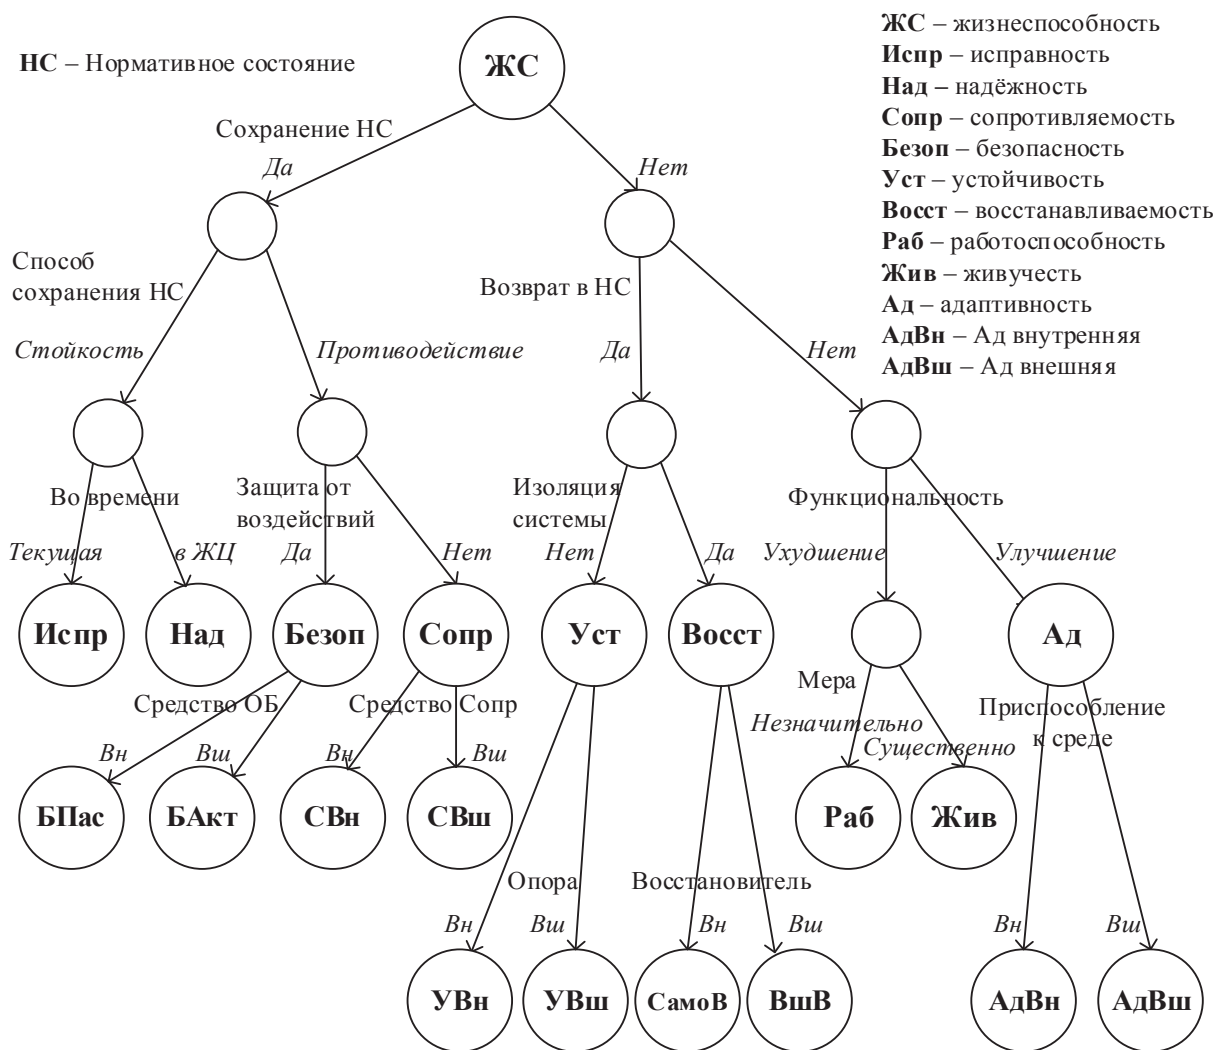 НС – Нормативное состояние
ЖС
ЖС – жизнеспособность
Испр – исправность
Над – надёжность
Сопр – сопротивляемость
Безоп – безопасность
Уст – устойчивость
Восст – восстанавливаемость
Раб – работоспособность
Жив – живучесть
Ад – адаптивность
АдВн – Ад внутренняя
АдВш – Ад внешняя
Сохранение НС
Да
Нет
Способ
сохранения НС
Возврат в НС
Стойкость
Противодействие
Да
Нет
Во времени
Защита от
воздействий
Изоляция
системы
Функциональность
Текущая
в ЖЦ
Да
Нет
Нет
Да
Ухудшение
Улучшение
Испр
Над
Безоп
Сопр
Уст
Восст
Ад
Средство ОБ
Средство Сопр
Мера
Приспособление
к среде
Незначительно
Существенно
Вн
Вш
Вн
Вш
БПас
БАкт
СВн
СВш
Раб
Жив
Опора
Восстановитель
Вн
Вш
Вн
Вш
Вн
Вш
УВн
УВш
СамоВ
ВшВ
АдВн
АдВш